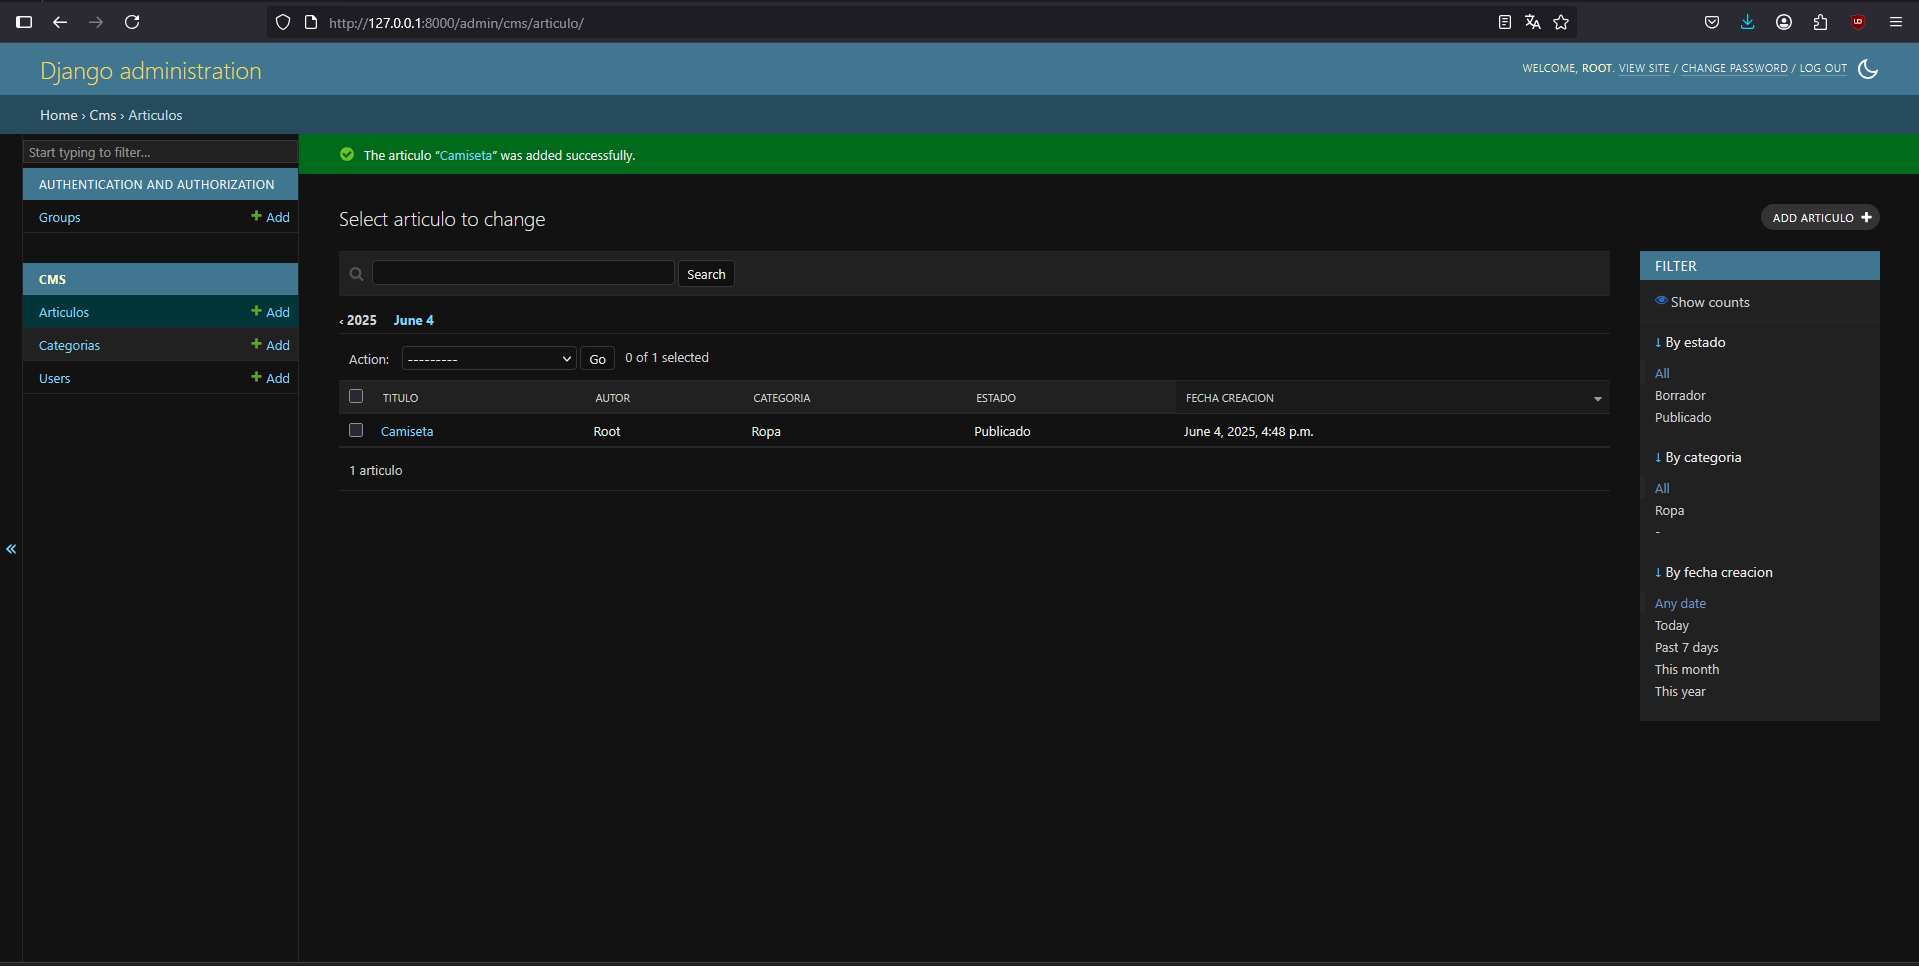 http://127.0.0.1:8000/admin/cms/articulo/
Django administration
WELCOME, ROOT. VIEW SITE / CHANGE PASSWORD / LOG OUT
Home › Cms › Articulos
Start typing to filter...
AUTHENTICATION AND AUTHORIZATION
Groups + Add
CMS
Articulos + Add
Categorias + Add
Users + Add
«
The articulo “Camiseta” was added successfully.
Select articulo to change
ADD ARTICULO +
Search
‹ 2025 June 4
Action: --------- Go 0 of 1 selected
TITULO AUTOR CATEGORIA ESTADO FECHA CREACION
Camiseta Root Ropa Publicado June 4, 2025, 4:48 p.m.
1 articulo
FILTER
Show counts
↓ By estado
All
Borrador
Publicado
↓ By categoria
All
Ropa
-
↓ By fecha creacion
Any date
Today
Past 7 days
This month
This year